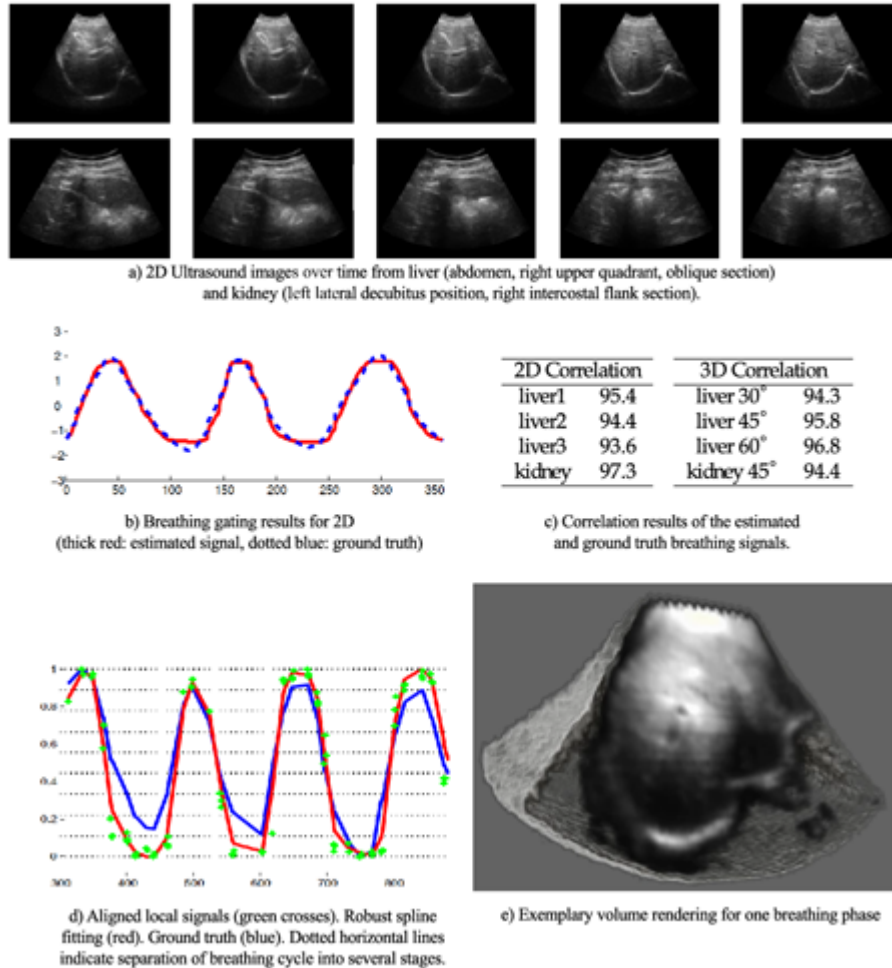 a) 2D Ultrasound images over time from liver (abdomen, right upper quadrant, oblique section)
and kidney (left lateral decubitus position, right intercostal flank section).
3
2
1
0
-1
-2
-3
0 50 100 150 200 250 300 350
b) Breathing gating results for 2D
(thick red: estimated signal, dotted blue: ground truth)
2D Correlation
liver1 95.4
liver2 94.4
liver3 93.6
kidney 97.3
3D Correlation
liver 30° 94.3
liver 45° 95.8
liver 60° 96.8
kidney 45° 94.4
c) Correlation results of the estimated
and ground truth breathing signals.
1
0.8
0.6
0.4
0.2
0
300 400 500 600 700 800
d) Aligned local signals (green crosses). Robust spline
fitting (red). Ground truth (blue). Dotted horizontal lines
indicate separation of breathing cycle into several stages.
e) Exemplary volume rendering for one breathing phase